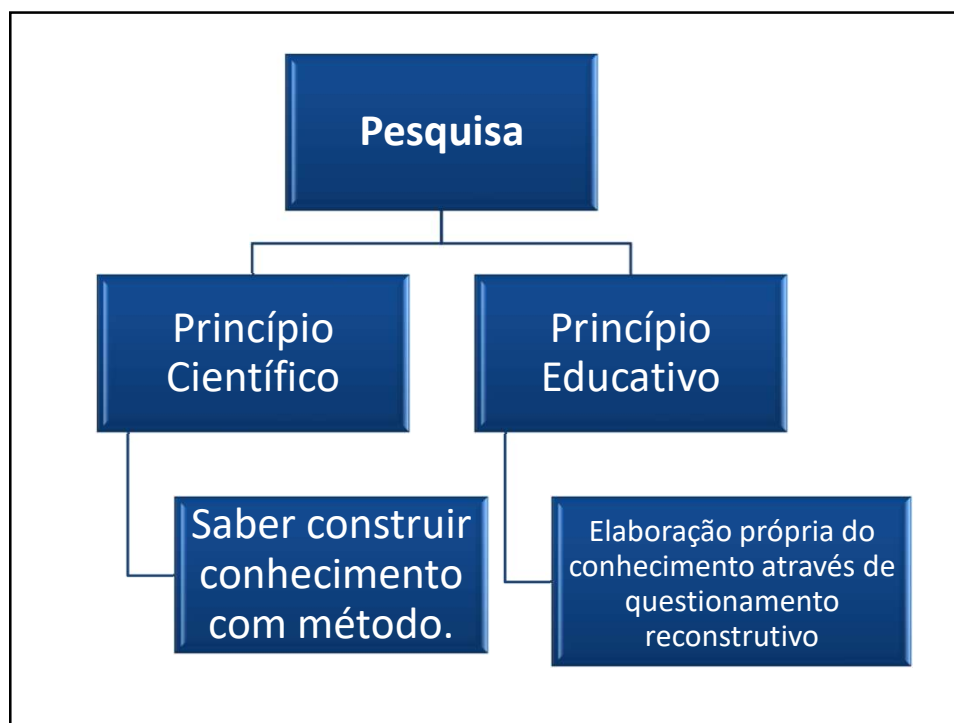 Pesquisa
Princípio
Científico
Princípio
Educativo
Saber construir
conhecimento
com método.
Elaboração própria do
conhecimento através de
questionamento
reconstrutivo